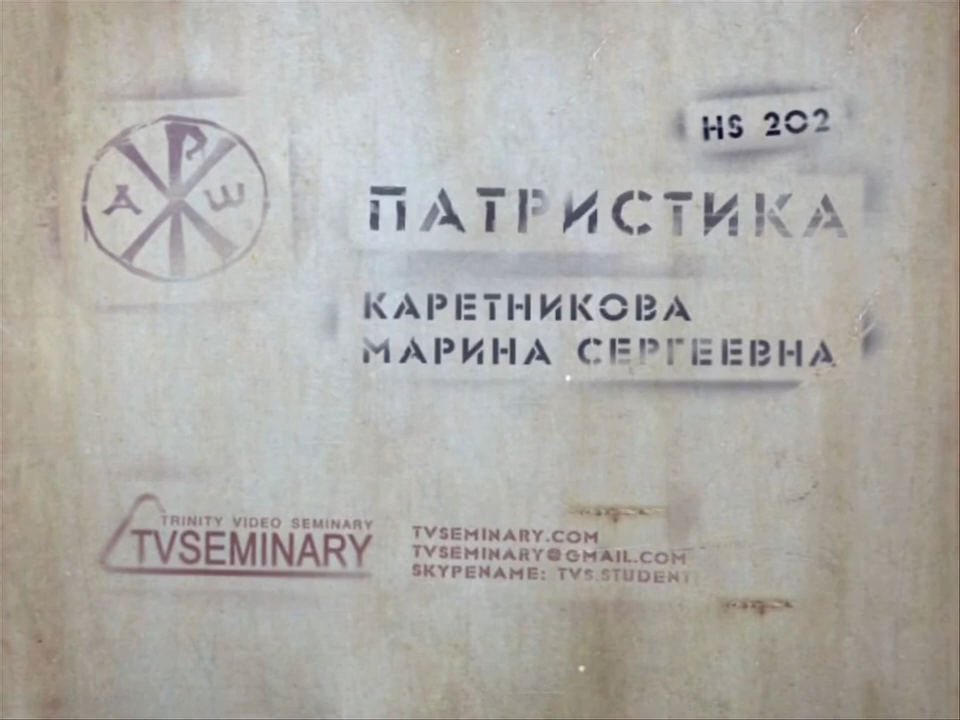 HS 202
А Р Ш
ПАТРИСТИКА
КАРЕТНИКОВА
МАРИНА СЕРГЕЕВНА
TRINITY VIDEO SEMINARY
TVSEMINARY
TVSEMINARY.COM
TVSEMINARY@GMAIL.COM
SKYPENAME: TVS.STUDENT